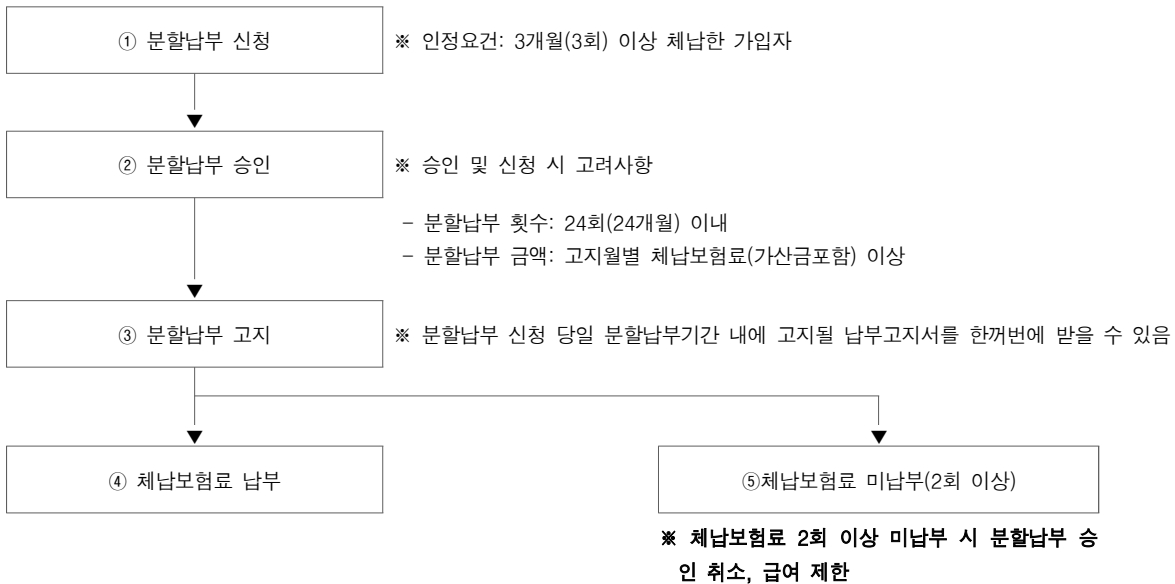 ① 분할납부 신청
※ 인정요건: 3개월(3회) 이상 체납한 가입자
② 분할납부 승인
※ 승인 및 신청 시 고려사항
- 분할납부 횟수: 24회(24개월) 이내
- 분할납부 금액: 고지월별 체납보험료(가산금포함) 이상
③ 분할납부 고지
※ 분할납부 신청 당일 분할납부기간 내에 고지될 납부고지서를 한꺼번에 받을 수 있음
④ 체납보험료 납부
⑤체납보험료 미납부(2회 이상)
※ 체납보험료 2회 이상 미납부 시 분할납부 승
인 취소, 급여 제한